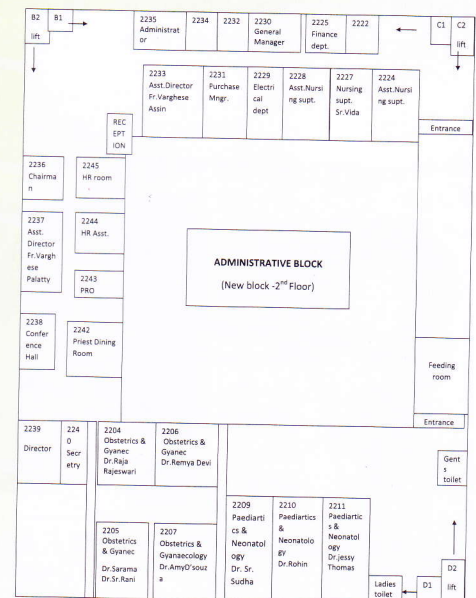 B2
lift
B1
2235
Administrat
or
2234
2232
2230
General
Manager
2225
Finance
dept.
2222
C1
C2
lift
2233
Asst.Director
Fr.Varghese
Assin
2231
Purchase
Mngr.
2229
Electri
cal
dept
2228
Asst.Nursi
ng supt.
2227
Nursing
supt.
Sr.Vida
2224
Asst.Nursi
ng supt.
REC
EPT
ION
Entrance
2236
Chairma
n
2245
HR room
2237
Asst.
Director
Fr.Vargh
ese
Palatty
2244
HR Asst.
2243
PRO
ADMINISTRATIVE BLOCK
(New block -2nd Floor)
2238
Confer
ence
Hall
2242
Priest Dining
Room
Feeding
room
Entrance
2239
Director
224
0
Secr
etry
2204
Obstetrics &
Gyanec
Dr.Raja
Rajeswari
2206
Obstetrics &
Gyanec
Dr.Remya Devi
Gent
s
toilet
2205
Obstetrics
& Gyanec
Dr.Sarama
Dr.Sr.Rani
2207
Obstetrics &
Gyanaecology
Dr.AmyD'souz
a
2209
Paediarti
cs &
Neonatol
ogy
Dr. Sr.
Sudha
2210
Paediartics
&
Neonatolo
gy
Dr.Rohin
2211
Paediartic
s &
Neonatol
ogy
Dr.jessy
Thomas
Ladies
toilet
D1
D2
lift